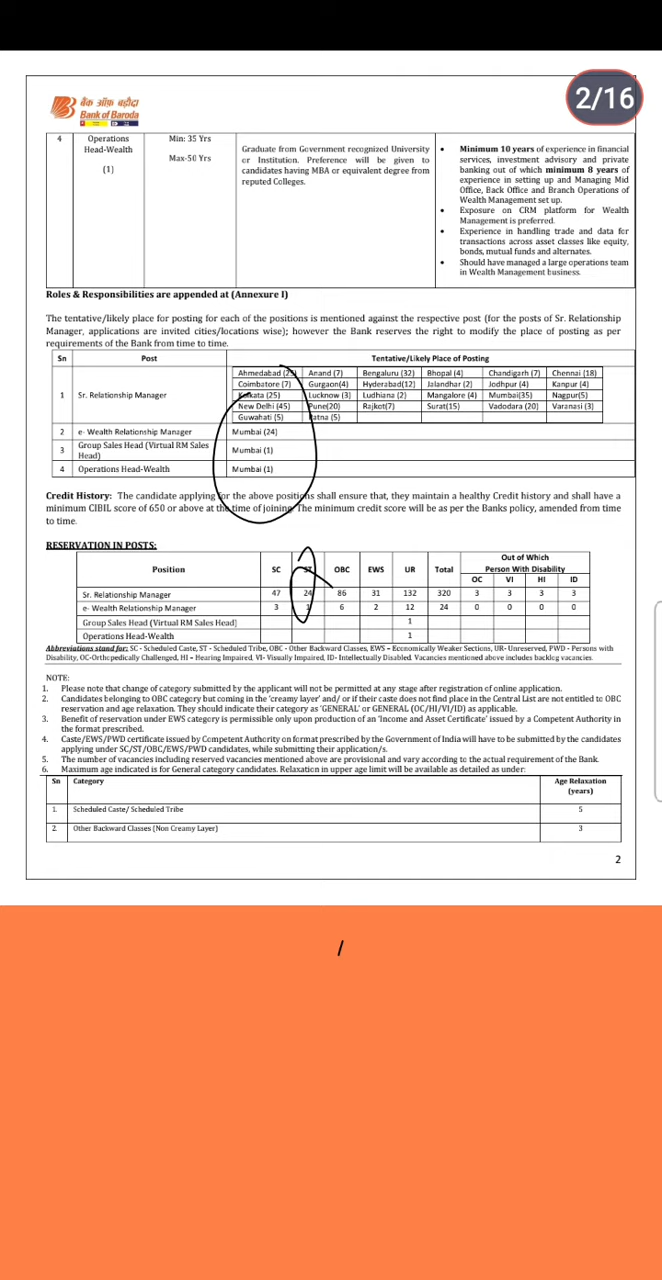 2/16
बैंक ऑफ़ बड़ौदा
Bank of Baroda
4 Operations Head-Wealth (1) Min: 35 Yrs Max-50 Yrs
Graduate from Government recognized University or Institution. Preference will be given to candidates having MBA or equivalent degree from reputed Colleges.
• Minimum 10 years of experience in financial services, investment advisory and private banking out of which minimum 8 years of experience in setting up and Managing Mid Office, Back Office and Branch Operations of Wealth Management set up.
• Exposure on CRM platform for Wealth Management is preferred.
• Experience in handling trade and data for transactions across asset classes like equity, bonds, mutual funds and alternates.
• Should have managed a large operations team in Wealth Management business.
Roles & Responsibilities are appended at (Annexure I)
The tentative/likely place for posting for each of the positions is mentioned against the respective post (for the posts of Sr. Relationship
Manager, applications are invited cities/locations wise); however the Bank reserves the right to modify the place of posting as per
requirements of the Bank from time to time.
Sn Post Tentative/Likely Place of Posting
1 Sr. Relationship Manager
Ahmedabad (25) Anand (7) Bengaluru (32) Bhopal (4) Chandigarh (7) Chennai (18)
Coimbatore (7) Gurgaon(4) Hyderabad(12) Jalandhar (2) Jodhpur (4) Kanpur (4)
Kolkata (25) Lucknow (3) Ludhiana (2) Mangalore (4) Mumbai(35) Nagpur(5)
New Delhi (45) Pune(20) Rajkot(7) Surat(15) Vadodara (20) Varanasi (3)
Guwahati (5) Patna (5)
2 e- Wealth Relationship Manager Mumbai (24)
3 Group Sales Head (Virtual RM Sales Head) Mumbai (1)
4 Operations Head-Wealth Mumbai (1)
Credit History: The candidate applying for the above positions shall ensure that, they maintain a healthy Credit history and shall have a
minimum CIBIL score of 650 or above at the time of joining. The minimum credit score will be as per the Banks policy, amended from time
to time.
RESERVATION IN POSTS:
Position SC ST OBC EWS UR Total Out of Which Person With Disability
OC VI HI ID
Sr. Relationship Manager 47 24 86 31 132 320 3 3 3 3
e- Wealth Relationship Manager 3 1 6 2 12 24 0 0 0 0
Group Sales Head (Virtual RM Sales Head) 1
Operations Head-Wealth 1
Abbreviations stand for: SC - Scheduled Caste, ST - Scheduled Tribe, OBC - Other Backward Classes, EWS – Economically Weaker Sections, UR- Unreserved, PWD - Persons with
Disability, OC-Orthopedically Challenged, HI – Hearing Impaired, VI- Visually Impaired, ID- Intellectually Disabled. Vacancies mentioned above includes backlog vacancies.
NOTE:
1. Please note that change of category submitted by the applicant will not be permitted at any stage after registration of online application.
2. Candidates belonging to OBC category but coming in the 'creamy layer' and/ or if their caste does not find place in the Central List are not entitled to OBC
reservation and age relaxation. They should indicate their category as 'GENERAL' or GENERAL (OC/HI/VI/ID) as applicable.
3. Benefit of reservation under EWS category is permissible only upon production of an 'Income and Asset Certificate' issued by a Competent Authority in
the format prescribed.
4. Caste/EWS/PWD certificate issued by Competent Authority on format prescribed by the Government of India will have to be submitted by the candidates
applying under SC/ST/OBC/EWS/PWD candidates, while submitting their application/s.
5. The number of vacancies including reserved vacancies mentioned above are provisional and vary according to the actual requirement of the Bank.
6. Maximum age indicated is for General category candidates. Relaxation in upper age limit will be available as detailed as under:
Sn Category Age Relaxation (years)
1. Scheduled Caste/ Scheduled Tribe 5
2. Other Backward Classes (Non Creamy Layer) 3
2